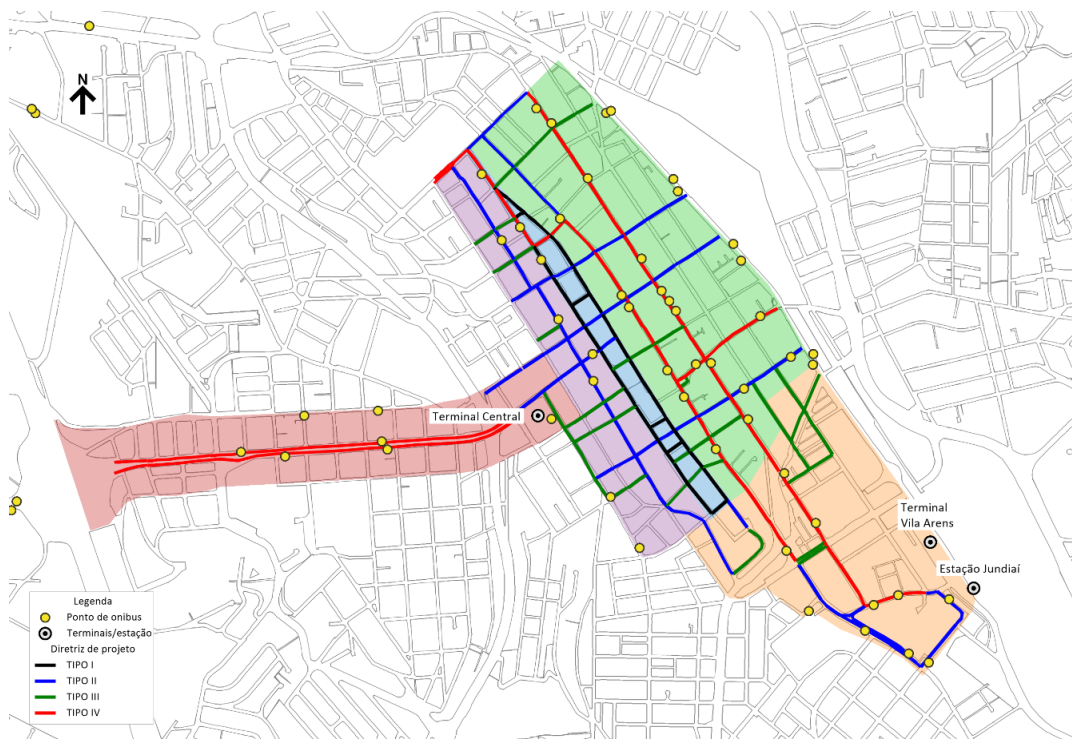 N
Terminal Central
Terminal
Vila Arens
Estação Jundiaí
Legenda
Ponto de onibus
Terminais/estação
Diretriz de projeto
TIPO I
TIPO II
TIPO III
TIPO IV